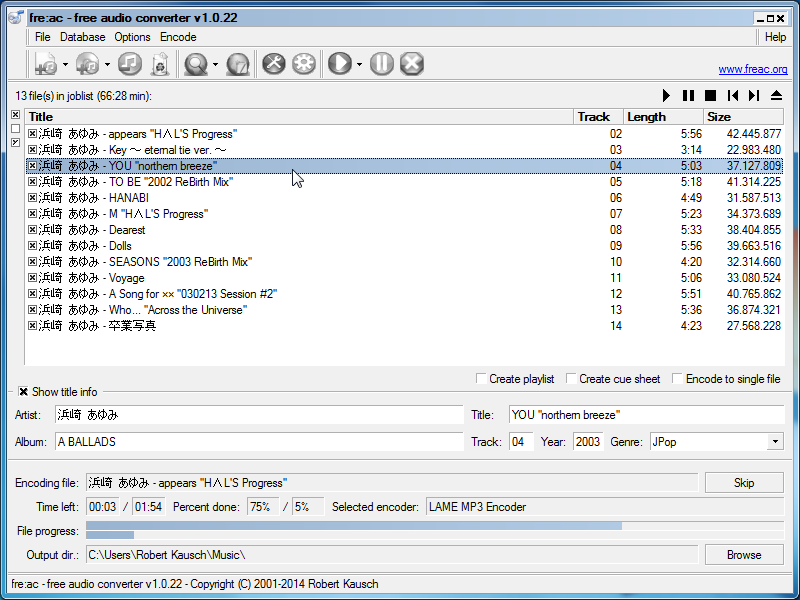 fre:ac - free audio converter v1.0.22
File Database Options Encode Help
www.freac.org
13 file(s) in joblist (66:28 min):
Title Track Length Size
浜崎 あゆみ - appears "H∧L'S Progress" 02 5:56 42.445.877
浜崎 あゆみ - Key ～ eternal tie ver. ～ 03 3:14 22.983.480
浜崎 あゆみ - YOU "northern breeze" 04 5:03 37.127.809
浜崎 あゆみ - TO BE "2002 ReBirth Mix" 05 5:18 41.314.225
浜崎 あゆみ - HANABI 06 4:49 31.587.513
浜崎 あゆみ - M "H∧L'S Progress" 07 5:23 34.373.689
浜崎 あゆみ - Dearest 08 5:33 38.404.855
浜崎 あゆみ - Dolls 09 5:56 39.663.516
浜崎 あゆみ - SEASONS "2003 ReBirth Mix" 10 4:20 32.314.660
浜崎 あゆみ - Voyage 11 5:06 33.080.524
浜崎 あゆみ - A Song for ×× "030213 Session #2" 12 5:51 40.765.862
浜崎 あゆみ - Who... "Across the Universe" 13 5:36 36.874.321
浜崎 あゆみ - 卒業写真 14 4:23 27.568.228
Create playlist Create cue sheet Encode to single file
Show title info
Artist: 浜崎 あゆみ Title: YOU "northern breeze"
Album: A BALLADS Track: 04 Year: 2003 Genre: JPop
Encoding file: 浜崎 あゆみ - appears "H∧L'S Progress" Skip
Time left: 00:03 / 01:54 Percent done: 75% / 5% Selected encoder: LAME MP3 Encoder
File progress:
Output dir.: C:\Users\Robert Kausch\Music\ Browse
fre:ac - free audio converter v1.0.22 - Copyright (C) 2001-2014 Robert Kausch